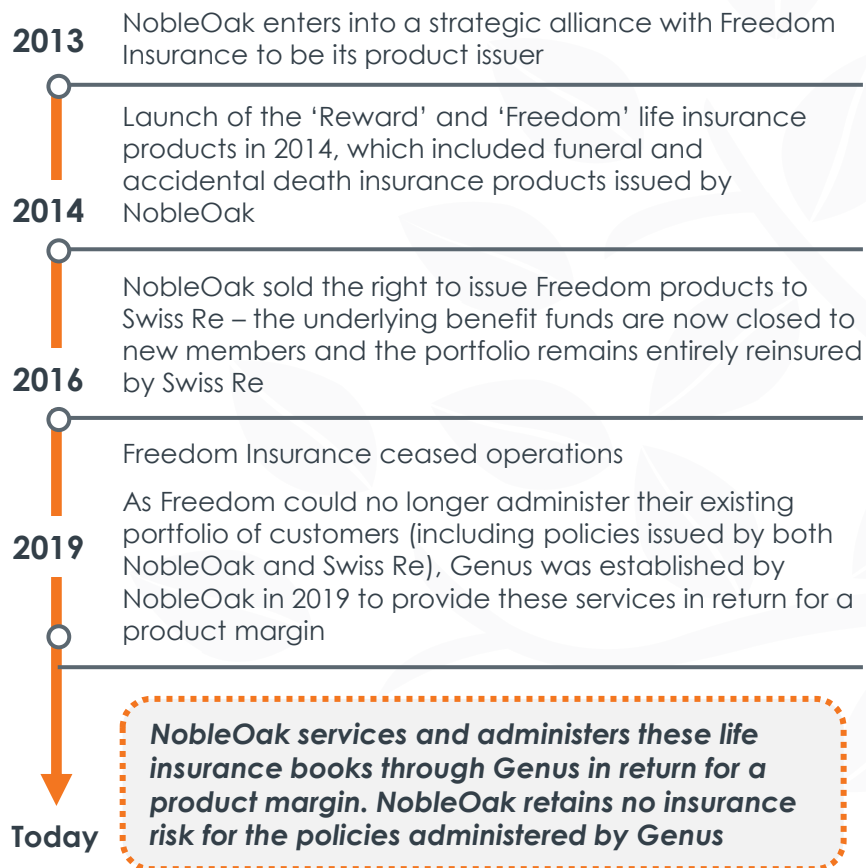 2013
NobleOak enters into a strategic alliance with Freedom
Insurance to be its product issuer
Launch of the ‘Reward’ and ‘Freedom’ life insurance
products in 2014, which included funeral and
accidental death insurance products issued by
NobleOak
2014
NobleOak sold the right to issue Freedom products to
Swiss Re – the underlying benefit funds are now closed to
new members and the portfolio remains entirely reinsured
by Swiss Re
2016
Freedom Insurance ceased operations
As Freedom could no longer administer their existing
portfolio of customers (including policies issued by both
NobleOak and Swiss Re), Genus was established by
NobleOak in 2019 to provide these services in return for a
product margin
2019
NobleOak services and administers these life
insurance books through Genus in return for a
product margin. NobleOak retains no insurance
risk for the policies administered by Genus
Today